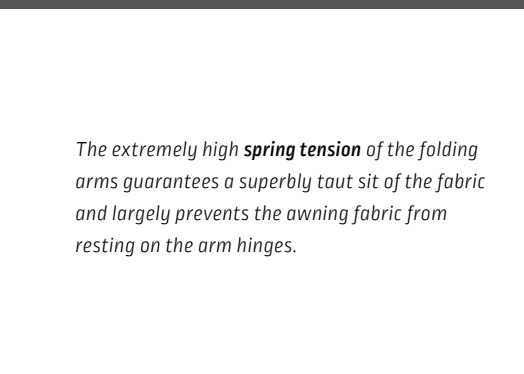 The extremely high spring tension of the folding
arms guarantees a superbly taut sit of the fabric
and largely prevents the awning fabric from
resting on the arm hinges.